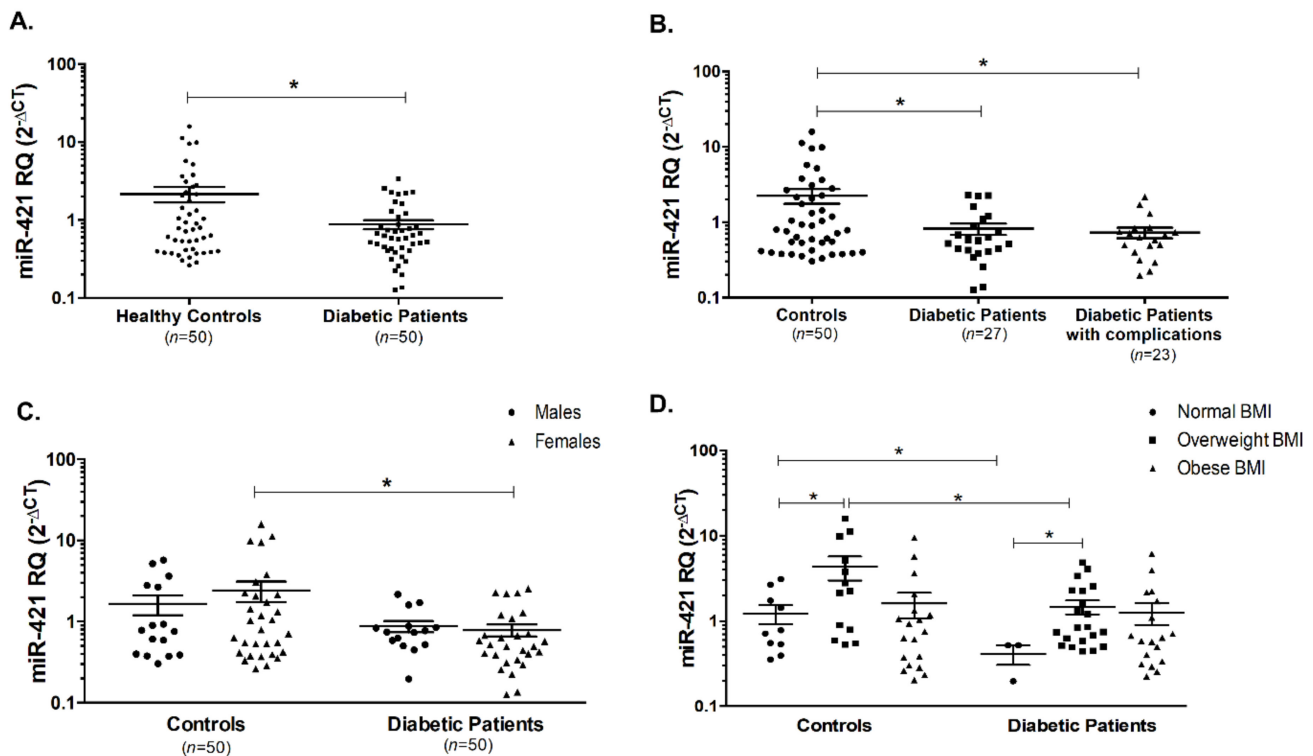 A.
miR-421 RQ (2^-ΔCT)
100
10
1
0.1
*
Healthy Controls
(n=50)
Diabetic Patients
(n=50)
B.
miR-421 RQ (2^-ΔCT)
100
10
1
0.1
*
*
Controls
(n=50)
Diabetic Patients
(n=27)
Diabetic Patients
with complications
(n=23)
C.
Males
Females
miR-421 RQ (2^-ΔCT)
100
10
1
0.1
*
Controls
(n=50)
Diabetic Patients
(n=50)
D.
Normal BMI
Overweight BMI
Obese BMI
miR-421 RQ (2^-ΔCT)
100
10
1
0.1
*
*
*
*
Controls
Diabetic Patients